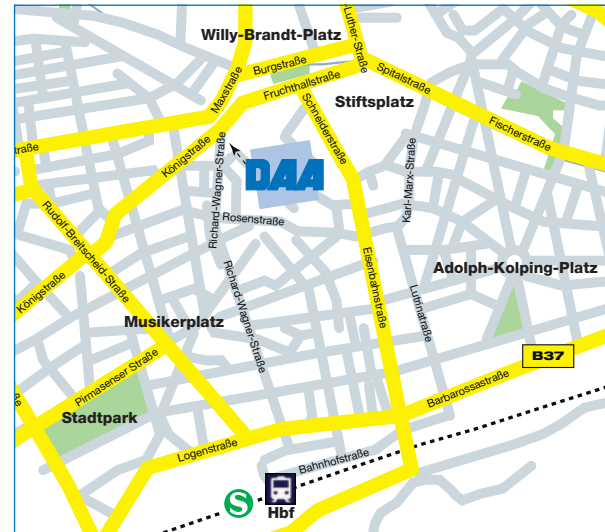 Willy-Brandt-Platz
Luther-Straße
Burgstraße
Maxstraße
Fruchthallstraße
Spitalstraße
Stiftsplatz
Schneiderstraße
Fischerstraße
Königstraße
Richard-Wagner-Straße
DAA
Karl-Marx-Straße
Rosenstraße
Rudolf-Breitscheid-Straße
Eisenbahnstraße
Adolph-Kolping-Platz
Königstraße
Richard-Wagner-Straße
Lutrinastraße
Musikerplatz
B37
Pirmasenser Straße
Barbarossastraße
Stadtpark
Logenstraße
Bahnhofstraße
S
Hbf